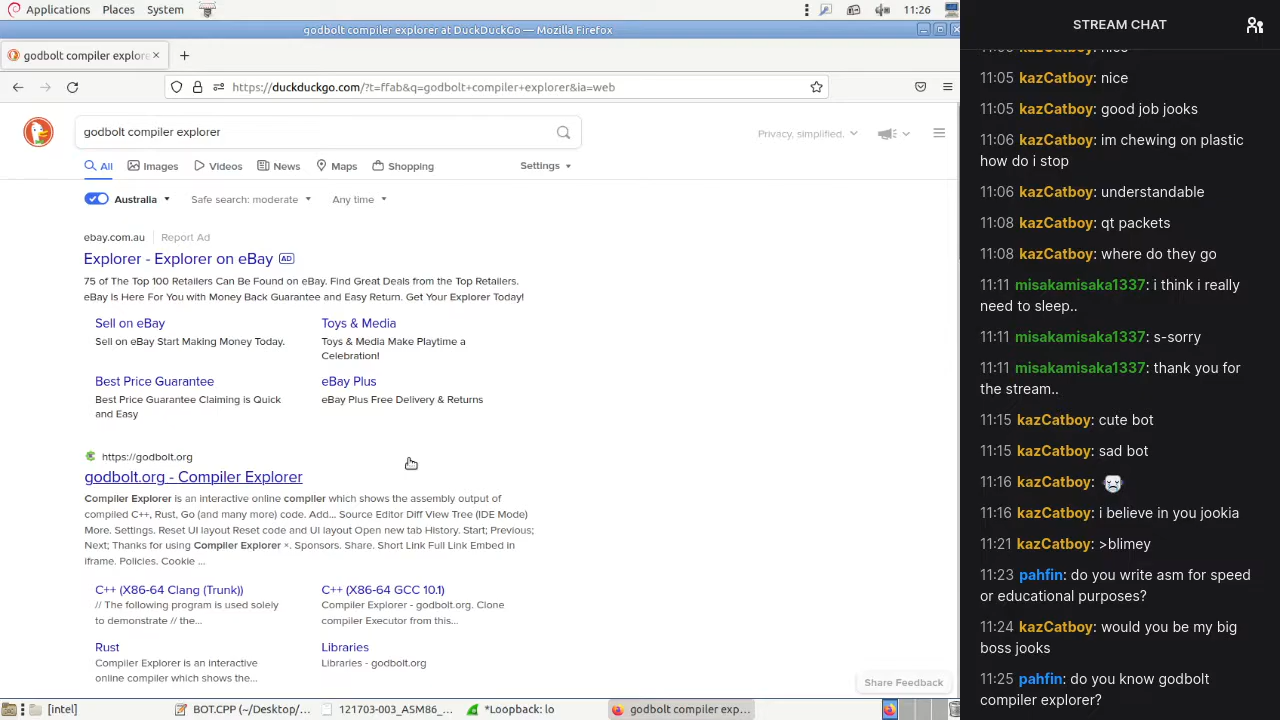 Applications Places System 11:26
godbolt compiler explorer at DuckDuckGo — Mozilla Firefox
godbolt compiler explore
https://duckduckgo.com/?t=ffab&q=godbolt+compiler+explorer&ia=web
godbolt compiler explorer
Privacy, simplified.
All Images Videos News Maps Shopping Settings
Australia Safe search: moderate Any time
ebay.com.au Report Ad
Explorer - Explorer on eBay AD
75 of The Top 100 Retailers Can Be Found on eBay. Find Great Deals from the Top Retailers.
eBay Is Here For You with Money Back Guarantee and Easy Return. Get Your Explorer Today!
Sell on eBay
Sell on eBay Start Making Money Today.
Toys & Media
Toys & Media Make Playtime a
Celebration!
Best Price Guarantee
Best Price Guarantee Claiming is Quick
and Easy
eBay Plus
eBay Plus Free Delivery & Returns
https://godbolt.org
godbolt.org - Compiler Explorer
Compiler Explorer is an interactive online compiler which shows the assembly output of
compiled C++, Rust, Go (and many more) code. Add... Source Editor Diff View Tree (IDE Mode)
More. Settings. Reset UI layout Reset code and UI layout Open new tab History. Start; Previous;
Next; Thanks for using Compiler Explorer ×. Sponsors. Share. Short Link Full Link Embed in
iframe. Policies. Cookie ...
C++ (X86-64 Clang (Trunk))
// The following program is used solely
to demonstrate // the...
C++ (X86-64 GCC 10.1)
Compiler Explorer - godbolt.org. Clone
compiler Executor from this...
Rust
Compiler Explorer is an interactive
compiler which shows the...
Libraries
Libraries - godbolt.org
Share Feedback
[intel] BOT.CPP (~/Desktop/... 121703-003_ASM86_... *Loopback: lo godbolt compiler exp...
STREAM CHAT
11:05 kazCatboy: nice
11:05 kazCatboy: good job jooks
11:06 kazCatboy: im chewing on plastic
how do i stop
11:06 kazCatboy: understandable
11:08 kazCatboy: qt packets
11:08 kazCatboy: where do they go
11:11 misakamisaka1337: i think i really
need to sleep..
11:11 misakamisaka1337: s-sorry
11:11 misakamisaka1337: thank you for
the stream..
11:15 kazCatboy: cute bot
11:15 kazCatboy: sad bot
11:16 kazCatboy:
11:16 kazCatboy: i believe in you jookia
11:21 kazCatboy: >blimey
11:23 pahfin: do you write asm for speed
or educational purposes?
11:24 kazCatboy: would you be my big
boss jooks
11:25 pahfin: do you know godbolt
compiler explorer?